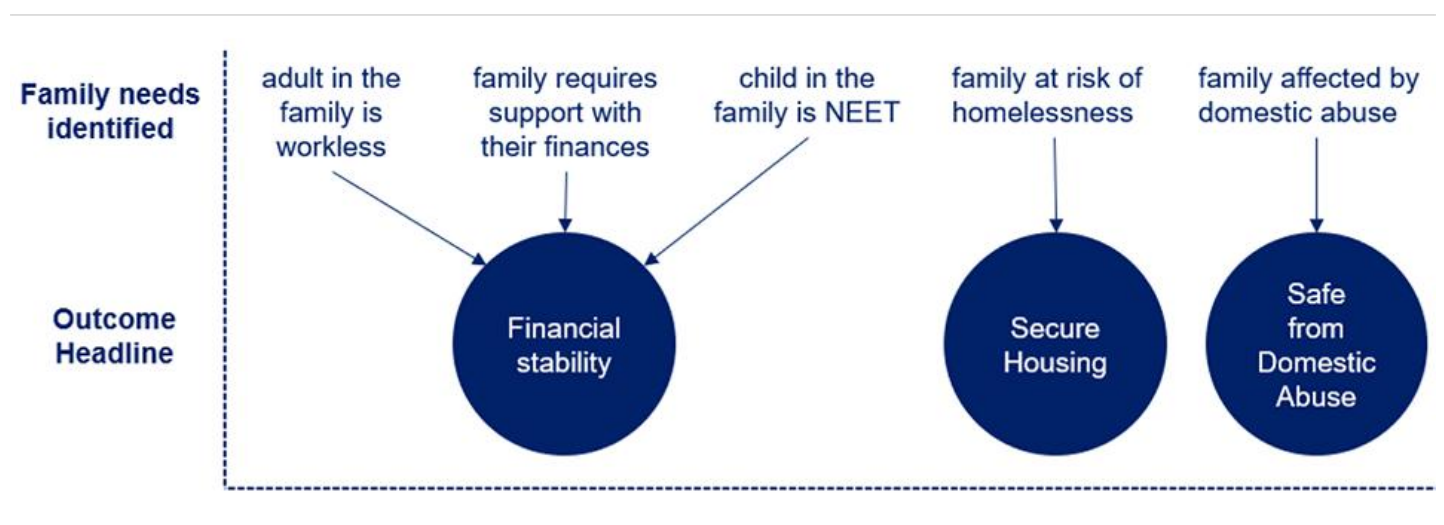 Family needs
identified
adult in the
family is
workless
family requires
support with
their finances
child in the
family is NEET
family at risk of
homelessness
family affected by
domestic abuse
Outcome
Headline
Financial
stability
Secure
Housing
Safe
from
Domestic
Abuse